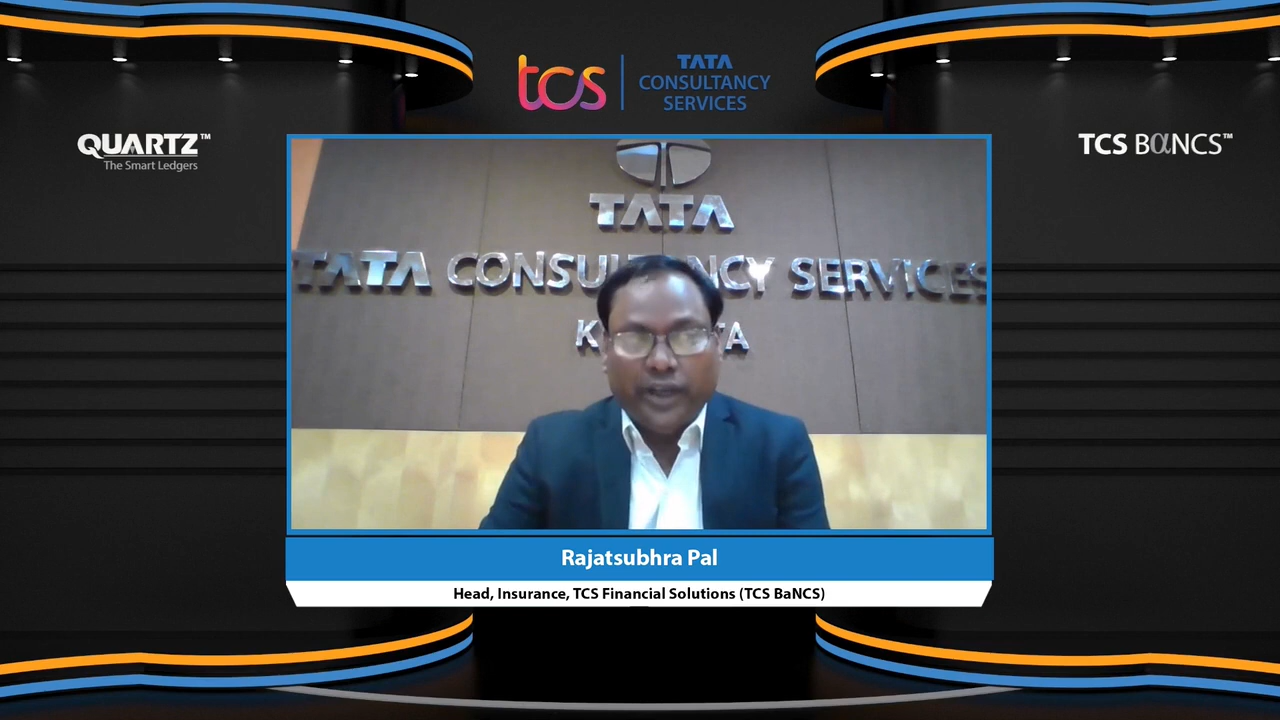 tcs
TATA
CONSULTANCY
SERVICES
QUARTZ™
The Smart Ledgers
TCS BαNCS™
TATA
TATA CONSULTANCY SERVICES
Rajatsubhra Pal
Head, Insurance, TCS Financial Solutions (TCS BaNCS)